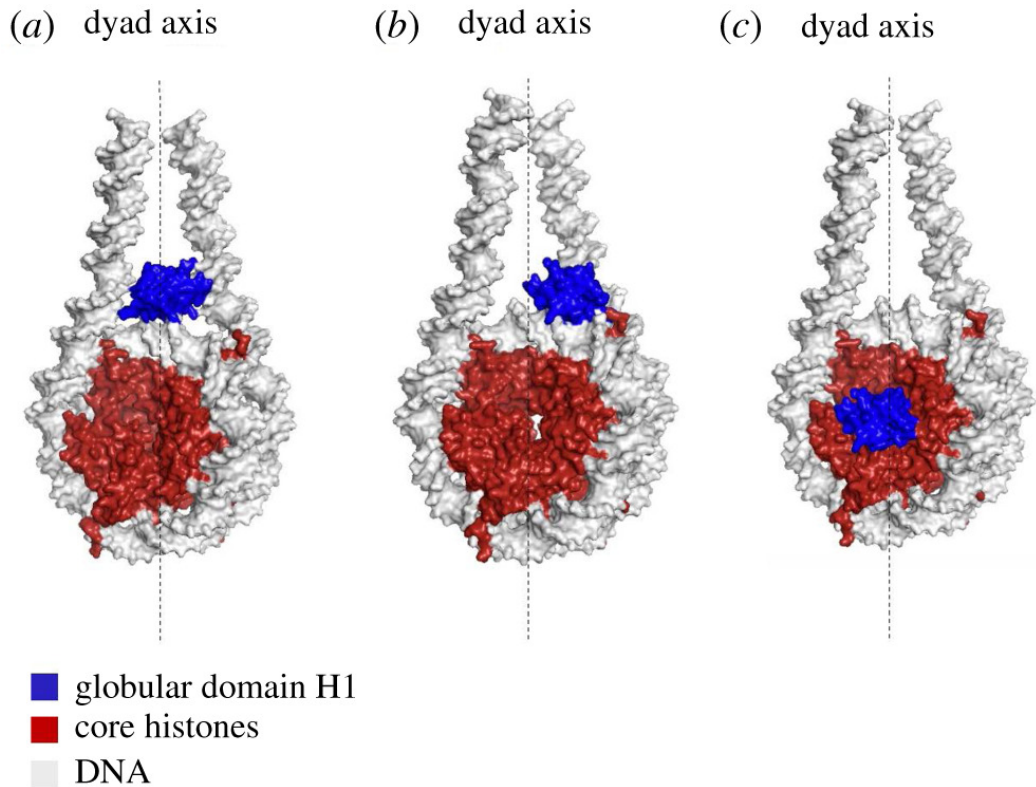 (a) dyad axis (b) dyad axis (c) dyad axis
globular domain H1
core histones
DNA